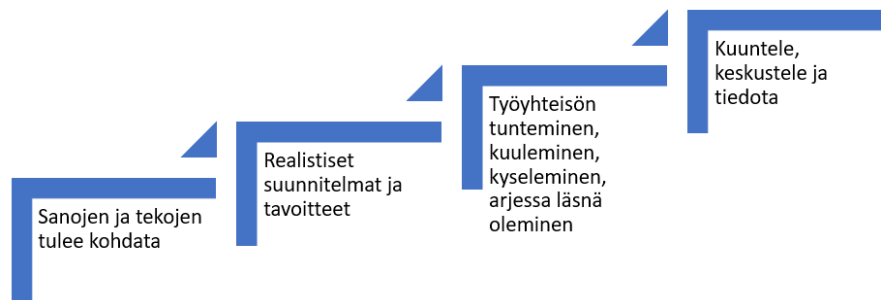 Sanojen ja tekojen
tulee kohdata
Realistiset
suunnitelmat ja
tavoitteet
Työyhteisön
tunteminen,
kuuleminen,
kyseleminen,
arjessa läsnä
oleminen
Kuuntele,
keskustele ja
tiedota